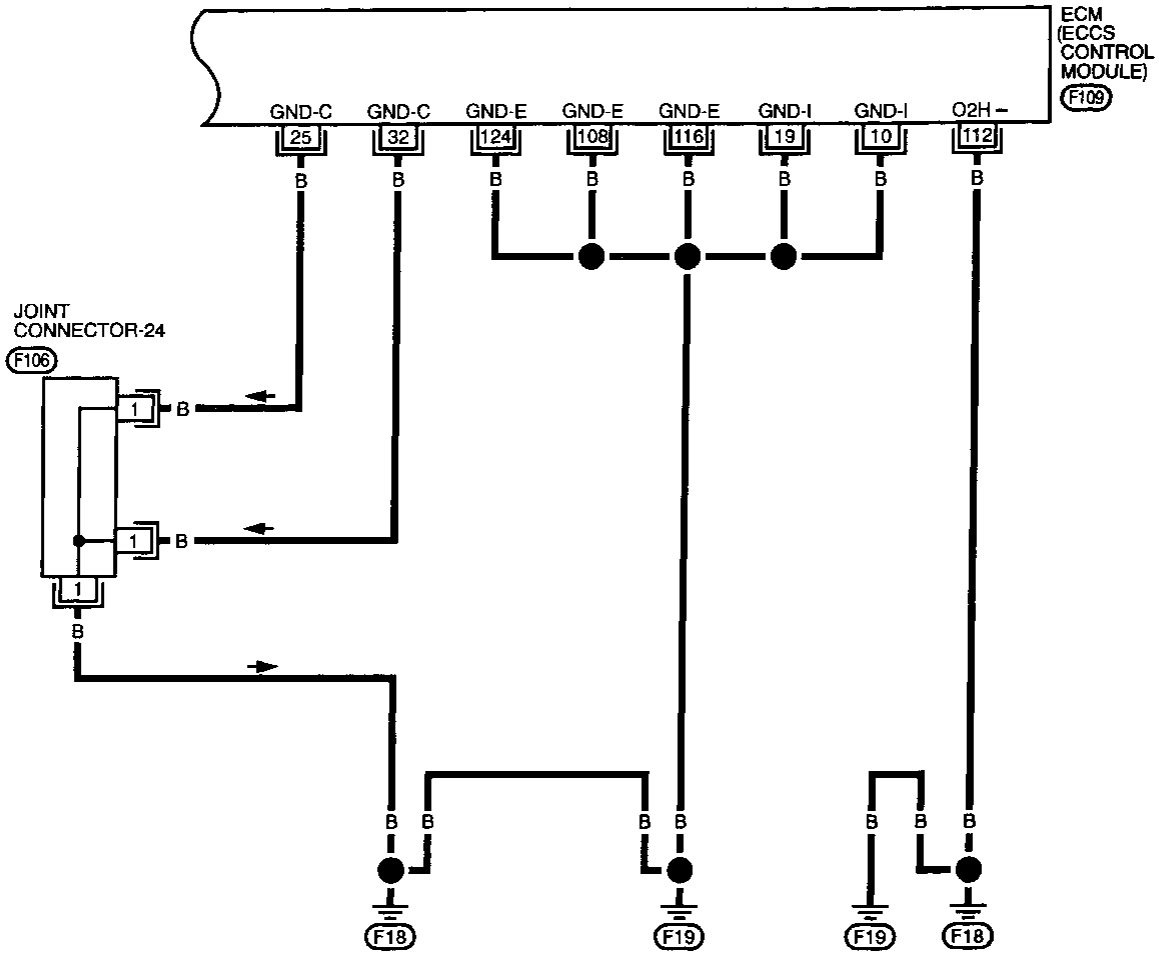 ECM
(ECCS
CONTROL
MODULE)
F109
GND-C GND-C GND-E GND-E GND-E GND-I GND-I O2H –
25 32 124 108 116 19 10 112
B B B B B B B B
JOINT
CONNECTOR-24
F106
1 B
1 B
1
B
B B B B B B B
F18 F19 F19 F18